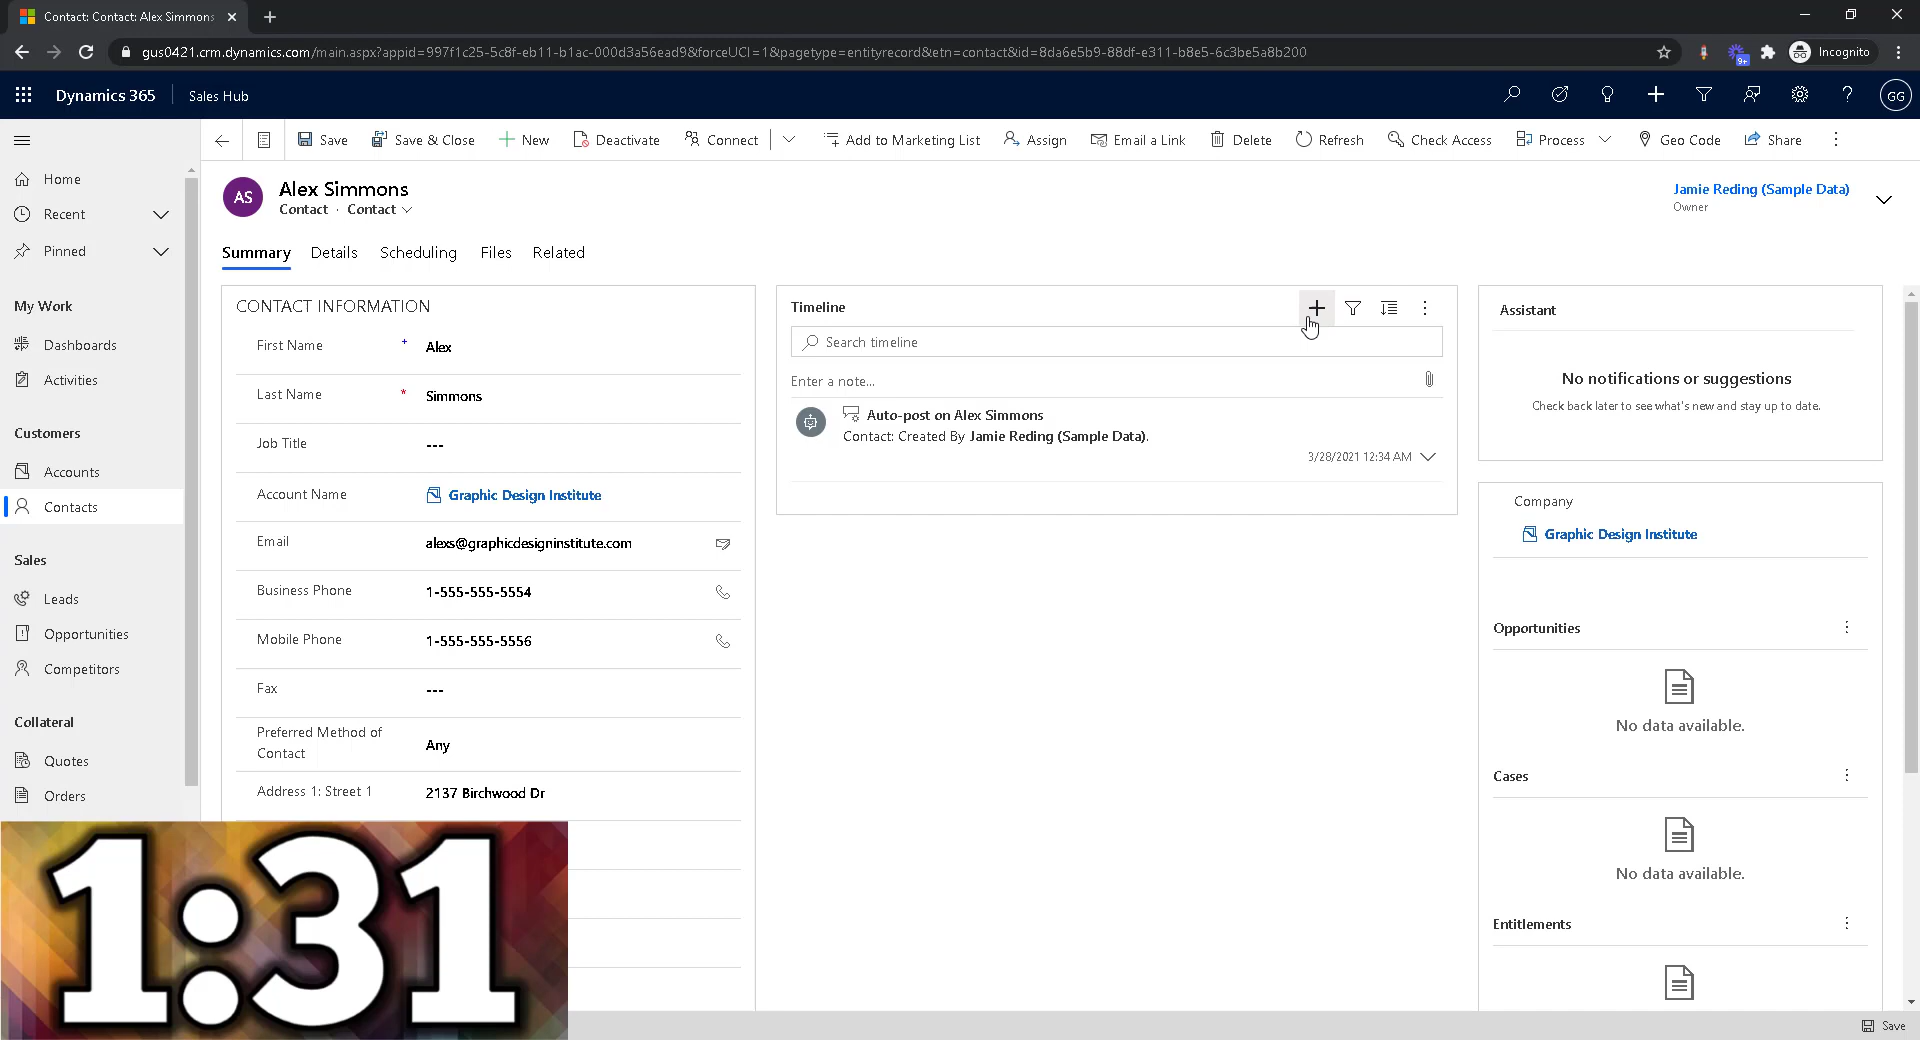 Contact: Contact: Alex Simmons
gus0421.crm.dynamics.com/main.aspx?appid=997f1c25-5c8f-eb11-b1ac-000d3a56ead9&forceUCI=1&pagetype=entityrecord&etn=contact&id=8da6e5b9-88df-e311-b8e5-6c3be5a8b200
9+
Incognito
Dynamics 365
Sales Hub
GG
Save
Save & Close
New
Deactivate
Connect
Add to Marketing List
Assign
Email a Link
Delete
Refresh
Check Access
Process
Geo Code
Share
Home
Recent
Pinned
My Work
Dashboards
Activities
Customers
Accounts
Contacts
Sales
Leads
Opportunities
Competitors
Collateral
Quotes
Orders
AS
Alex Simmons
Contact · Contact
Jamie Reding (Sample Data)
Owner
Summary
Details
Scheduling
Files
Related
CONTACT INFORMATION
First Name + Alex
Last Name * Simmons
Job Title ---
Account Name Graphic Design Institute
Email alexs@graphicdesigninstitute.com
Business Phone 1-555-555-5554
Mobile Phone 1-555-555-5556
Fax ---
Preferred Method of
Contact
Any
Address 1: Street 1 2137 Birchwood Dr
Timeline
Search timeline
Enter a note...
Auto-post on Alex Simmons
Contact: Created By Jamie Reding (Sample Data).
3/28/2021 12:34 AM
Assistant
No notifications or suggestions
Check back later to see what's new and stay up to date.
Company
Graphic Design Institute
Opportunities
No data available.
Cases
No data available.
Entitlements
1:31
Save